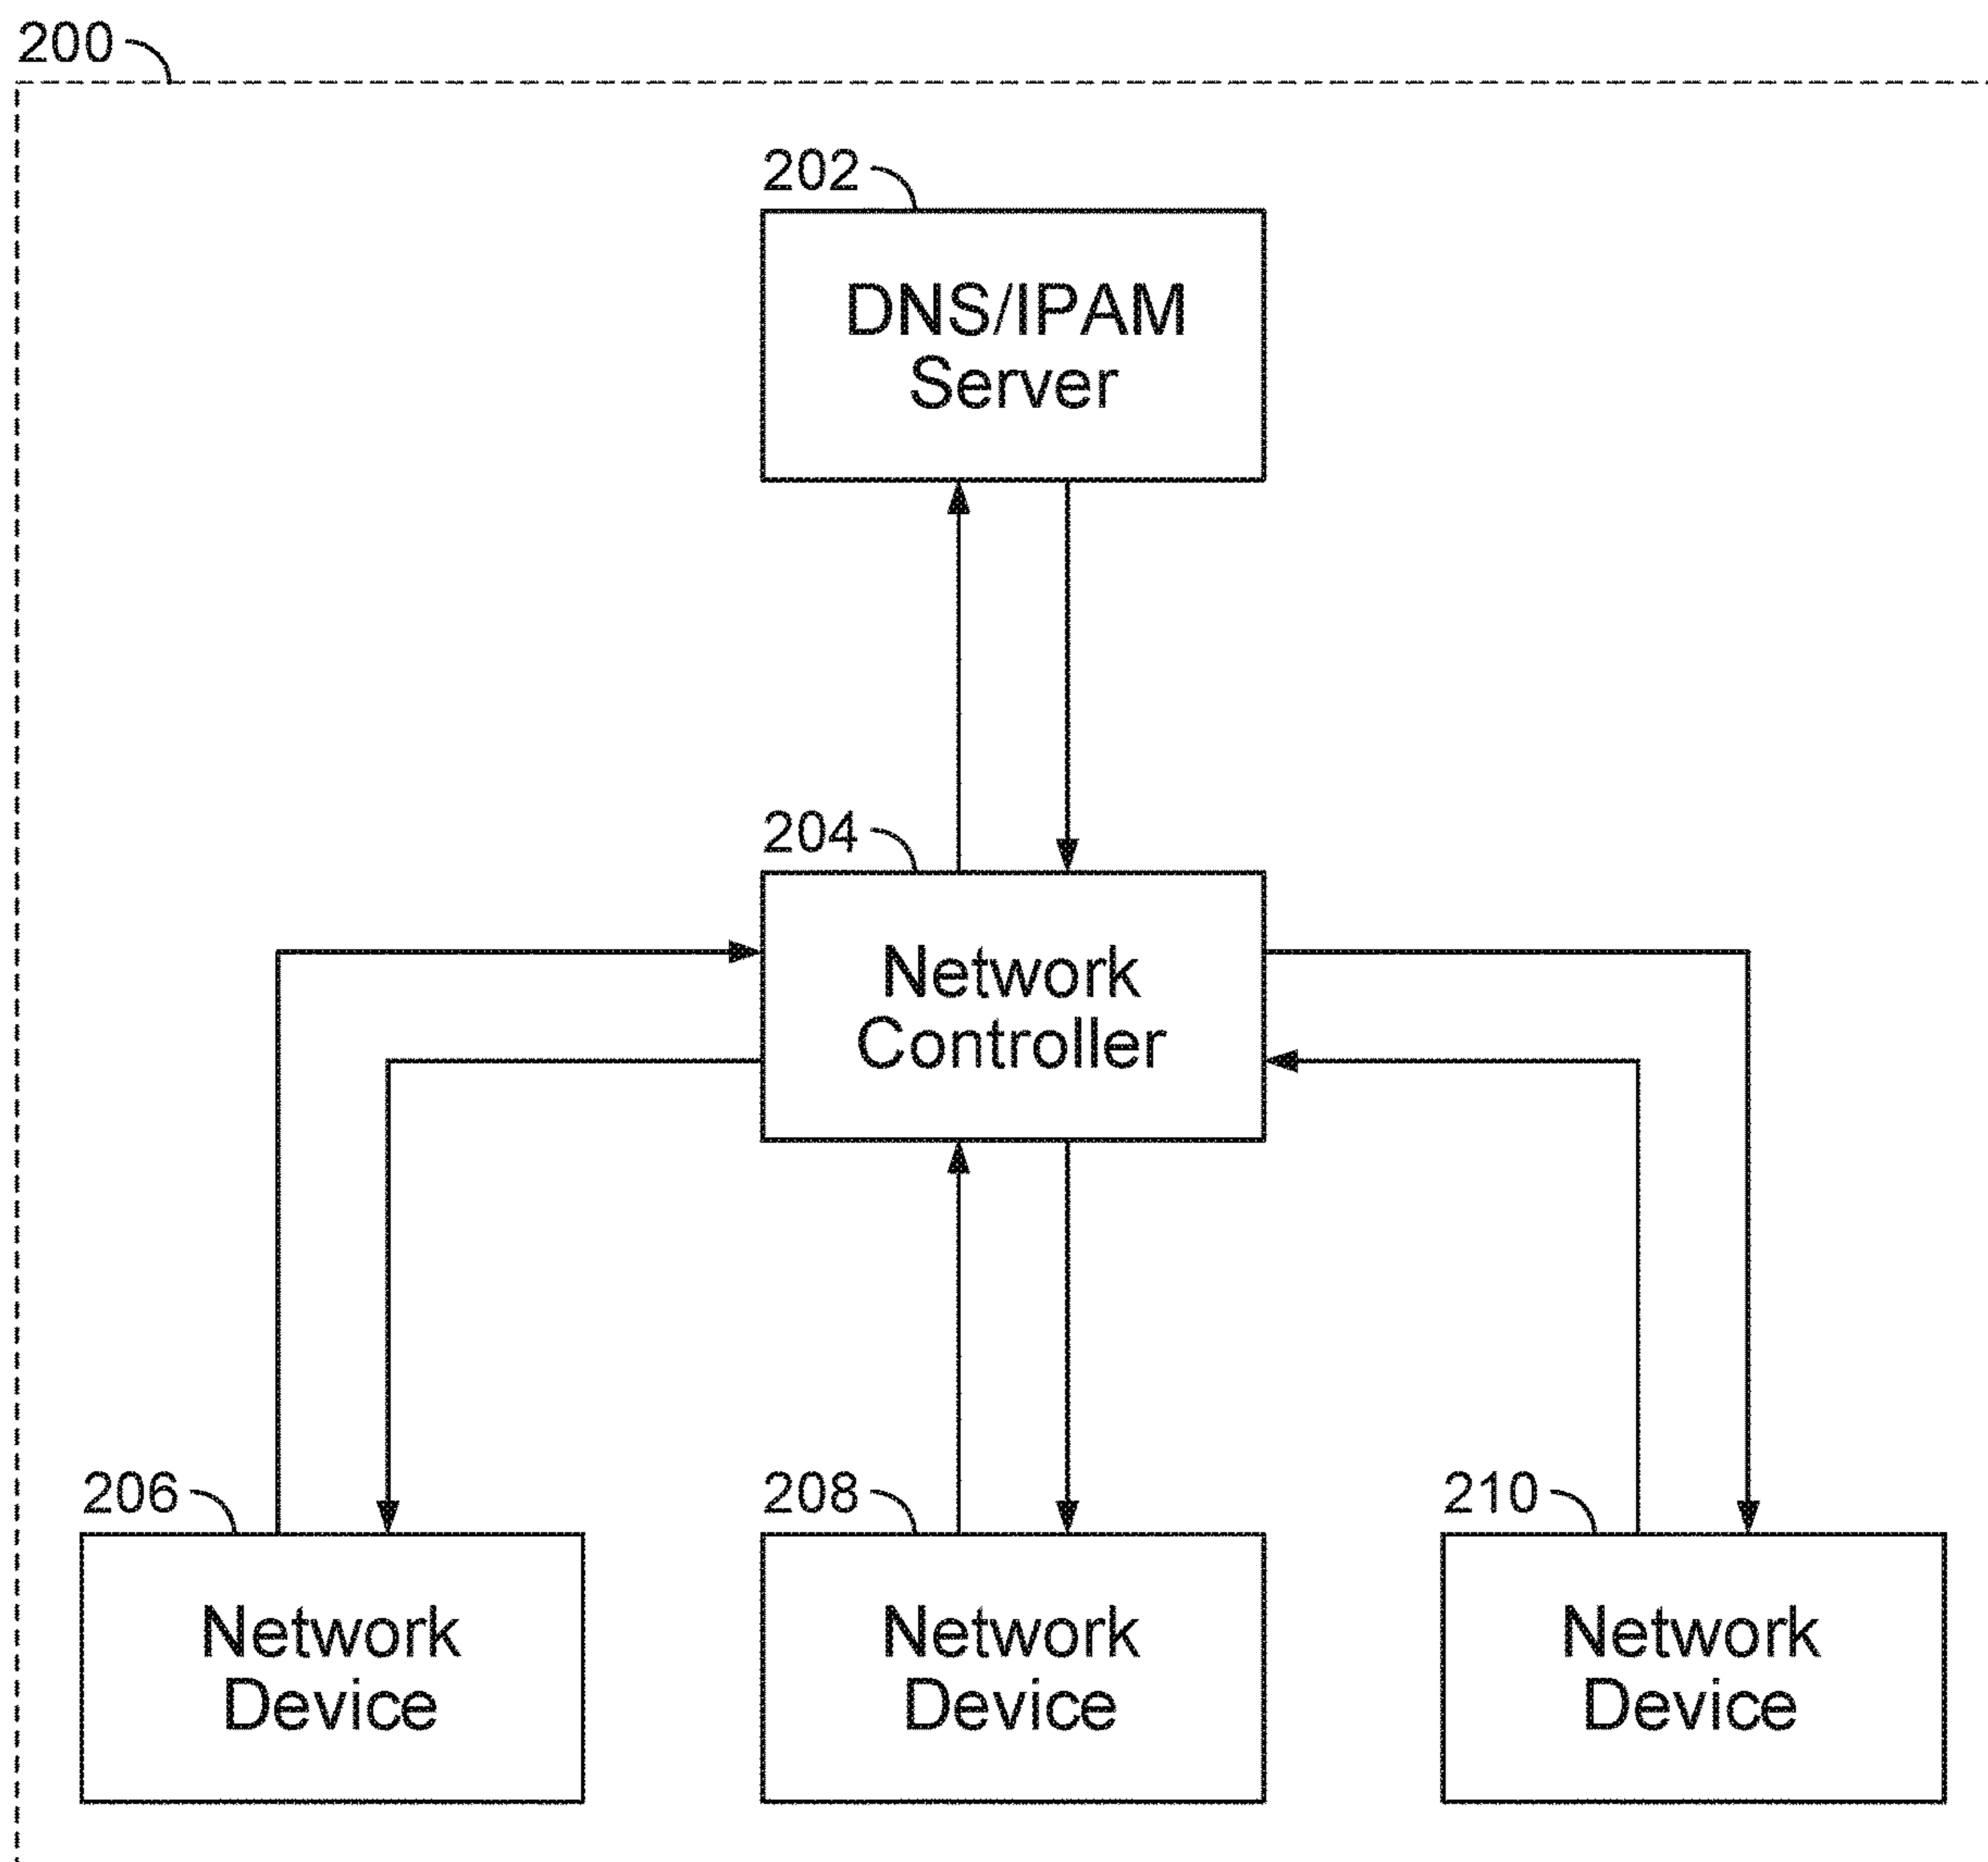 200
202
DNS/IPAM
Server
204
Network
Controller
206
208
210
Network
Device
Network
Device
Network
Device